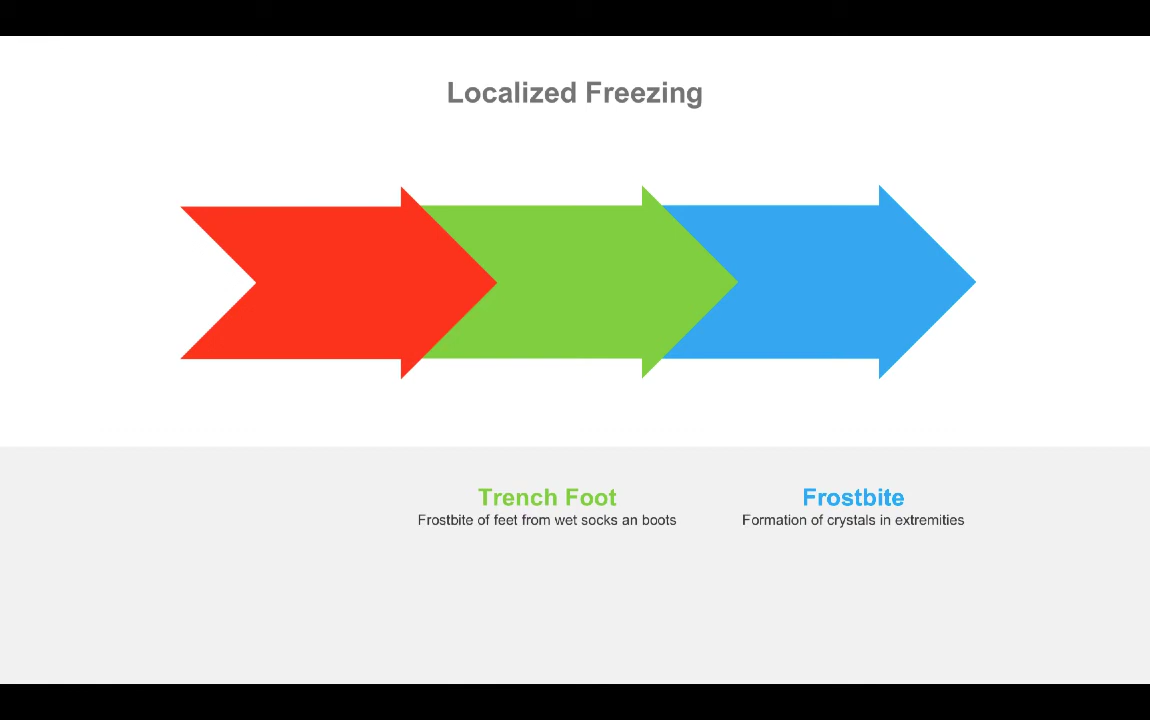 Localized Freezing
Trench Foot
Frostbite of feet from wet socks an boots
Frostbite
Formation of crystals in extremities